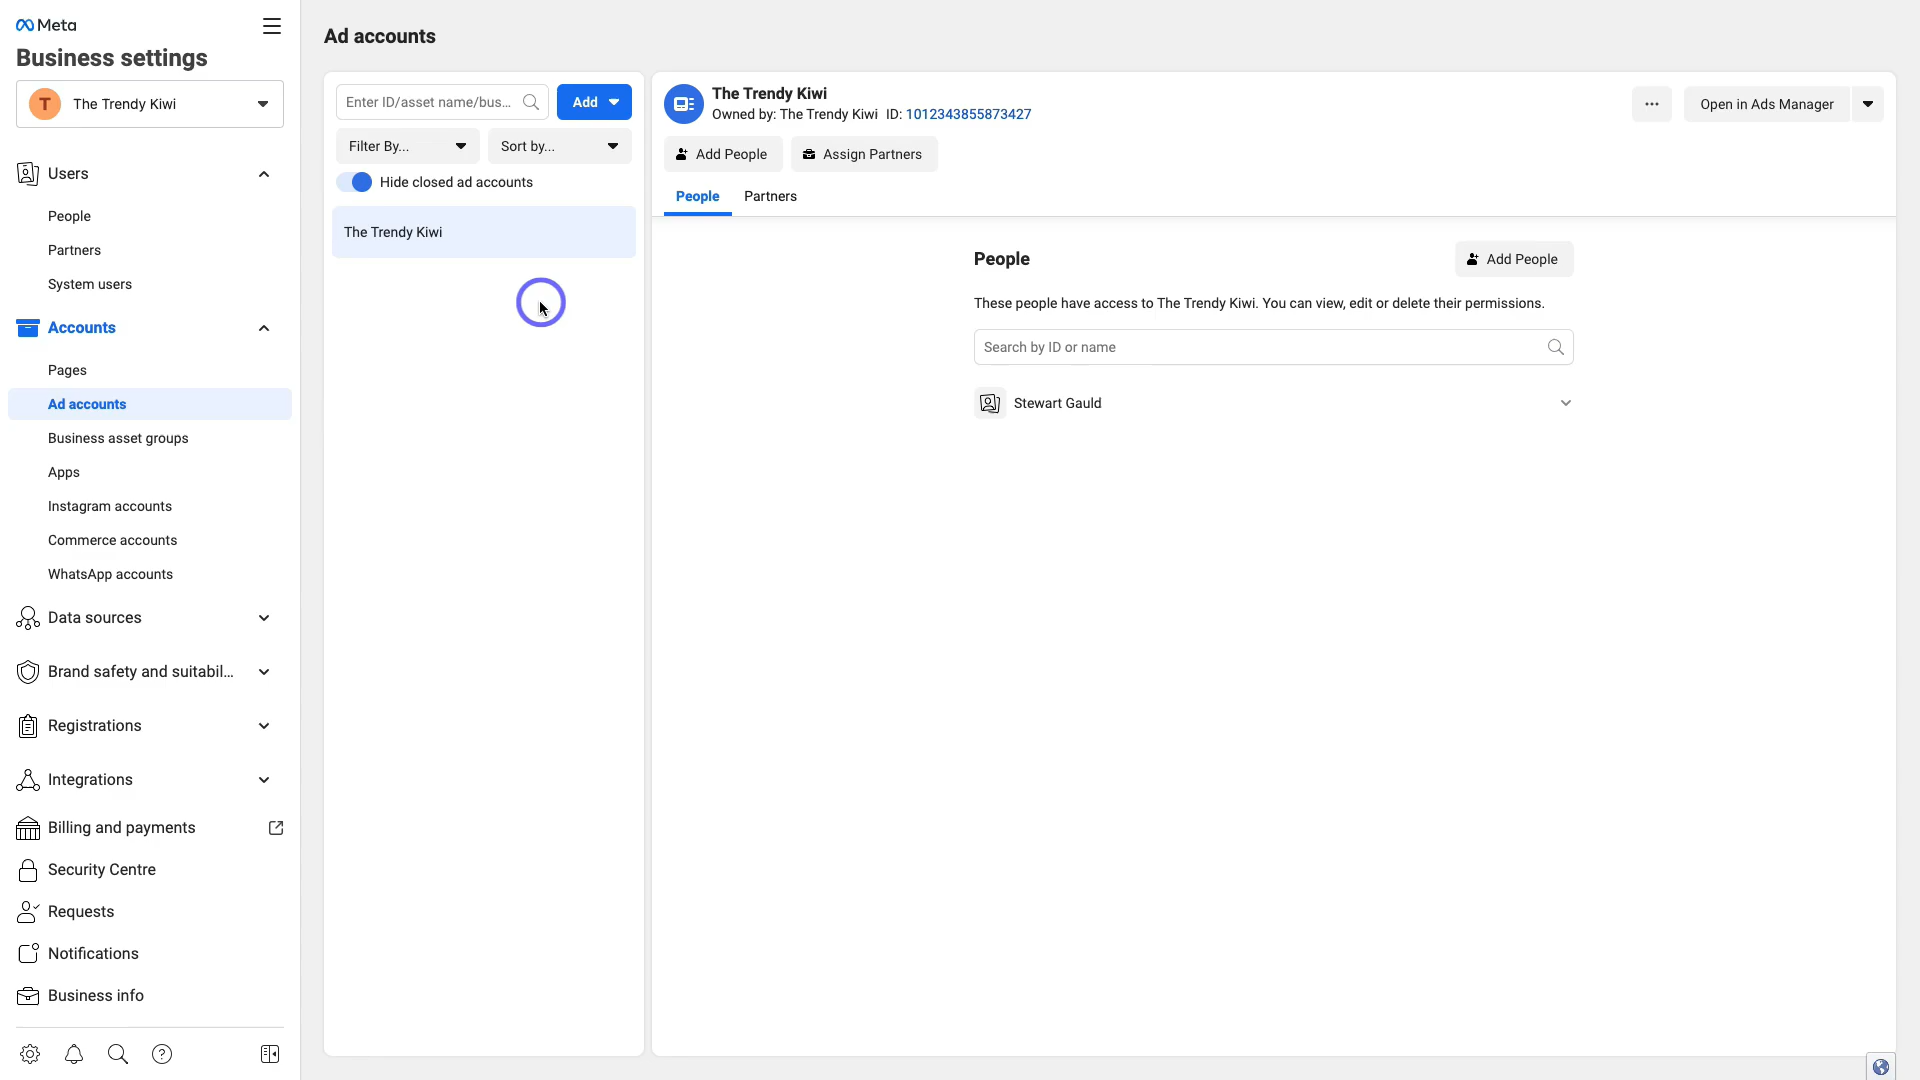 Meta
Business settings
T The Trendy Kiwi
Users
People
Partners
System users
Accounts
Pages
Ad accounts
Business asset groups
Apps
Instagram accounts
Commerce accounts
WhatsApp accounts
Data sources
Brand safety and suitabil...
Registrations
Integrations
Billing and payments
Security Centre
Requests
Notifications
Business info
Ad accounts
Enter ID/asset name/bus... Add
Filter By... Sort by...
Hide closed ad accounts
The Trendy Kiwi
The Trendy Kiwi
Owned by: The Trendy Kiwi ID: 1012343855873427
... Open in Ads Manager
Add People Assign Partners
People Partners
People Add People
These people have access to The Trendy Kiwi. You can view, edit or delete their permissions.
Search by ID or name
Stewart Gauld